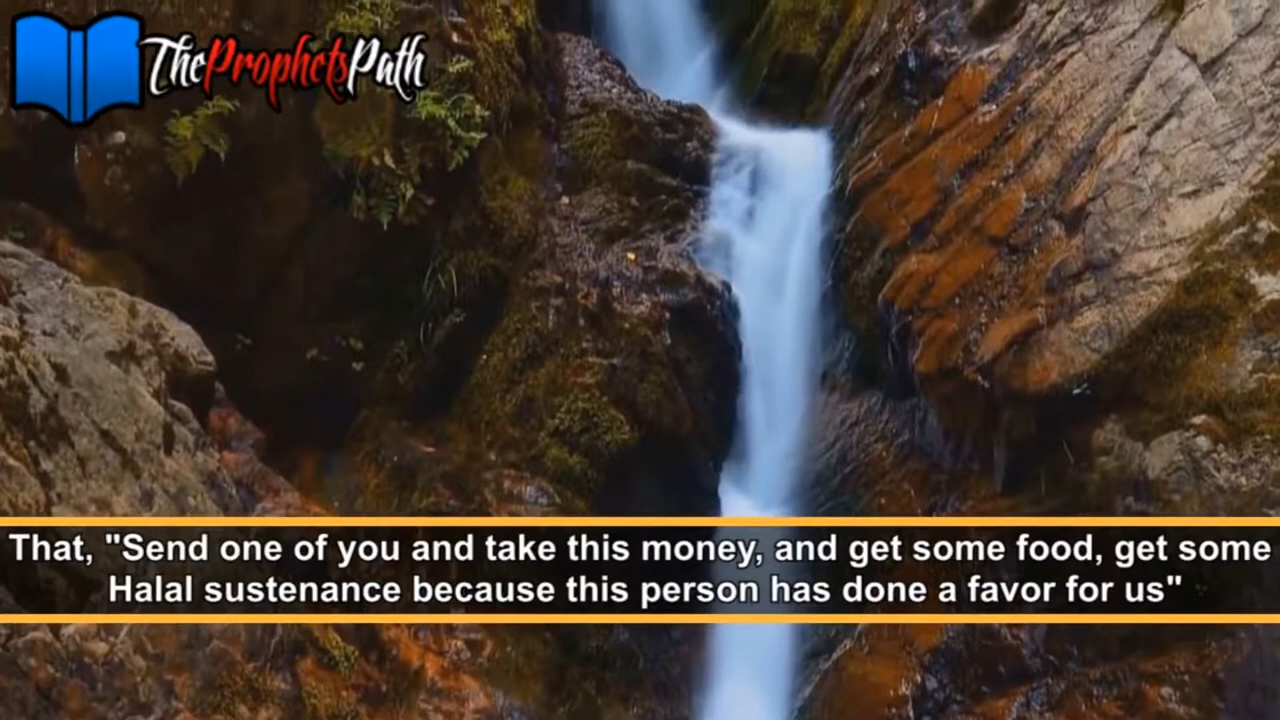 TheProphetsPath
That, "Send one of you and take this money, and get some food, get some
Halal sustenance because this person has done a favor for us"